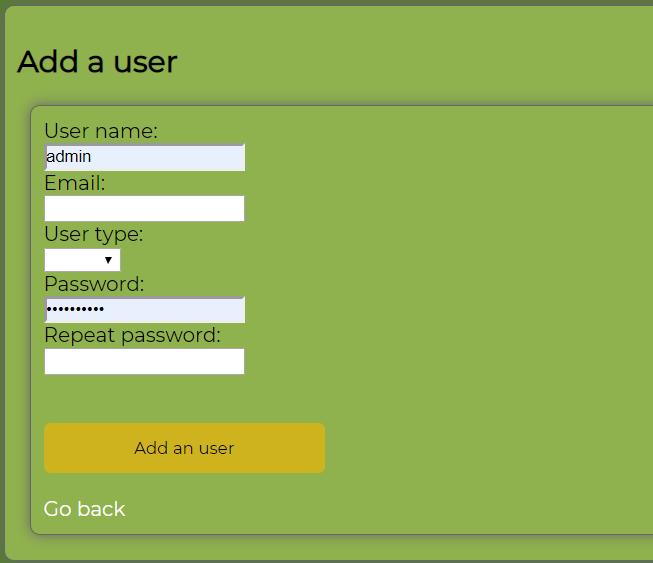 Add a user
User name:
admin
Email:
User type:
Password:
••••••••••
Repeat password:
Add an user
Go back